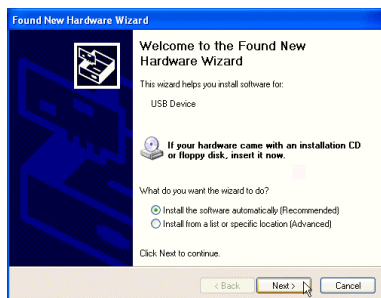 Found New Hardware Wizard
Welcome to the Found New
Hardware Wizard
This wizard helps you install software for:
USB Device
If your hardware came with an installation CD
or floppy disk, insert it now.
What do you want the wizard to do?
Install the software automatically (Recommended)
Install from a list or specific location (Advanced)
Click Next to continue.
< Back Next > Cancel